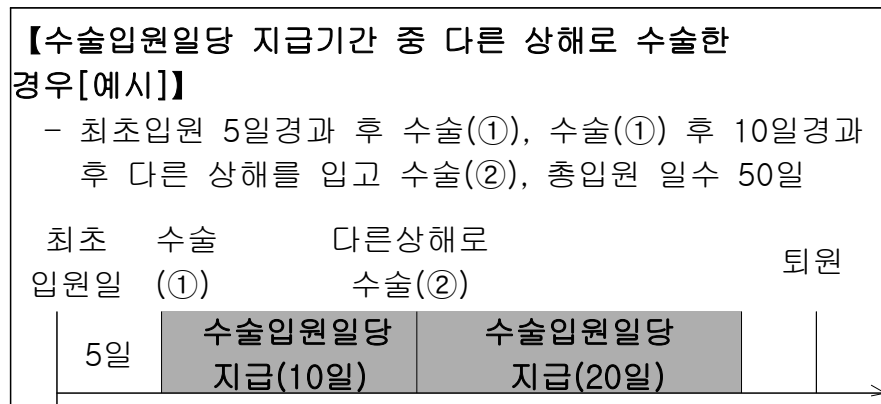 【수술입원일당 지급기간 중 다른 상해로 수술한
경우[예시]】
- 최초입원 5일경과 후 수술(①), 수술(①) 후 10일경과
후 다른 상해를 입고 수술(②), 총입원 일수 50일
최초 수술 다른상해로
입원일 (①) 수술(②) 퇴원
5일
수술입원일당
지급(10일)
수술입원일당
지급(20일)